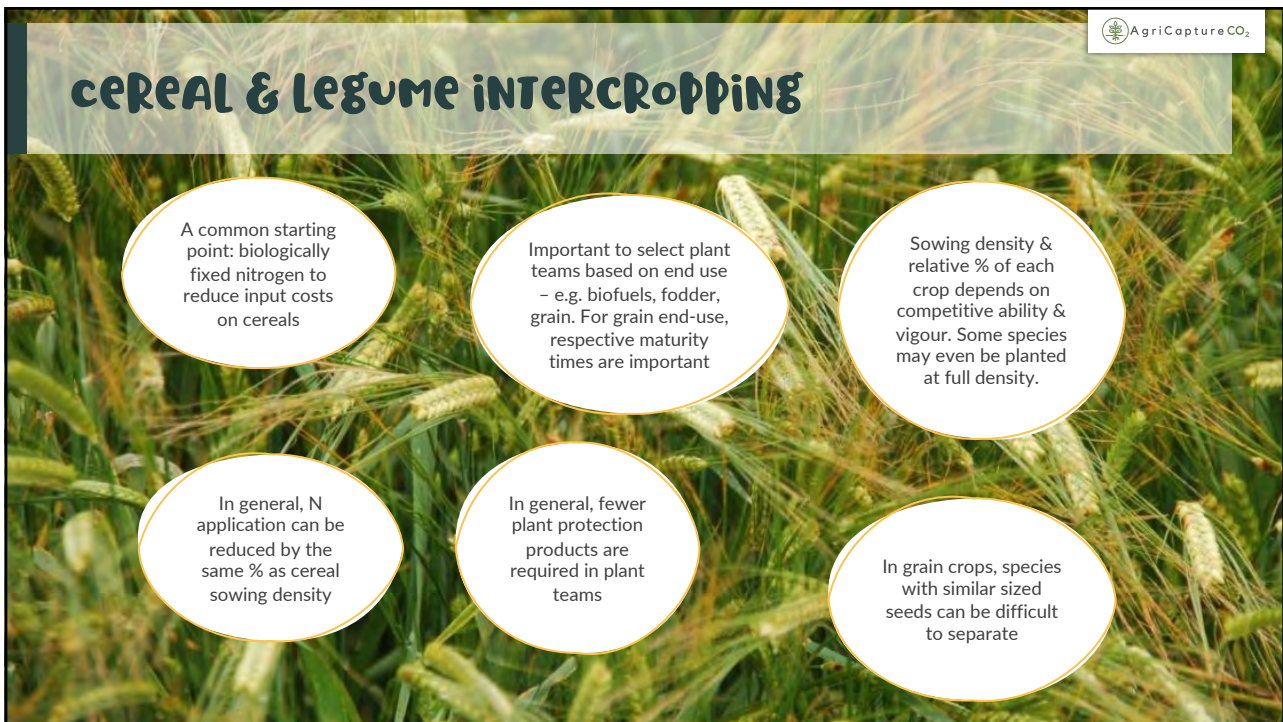 AgriCaptureCO2
cereal & legume intercropping
A common starting
point: biologically
fixed nitrogen to
reduce input costs
on cereals
Important to select plant
teams based on end use
– e.g. biofuels, fodder,
grain. For grain end-use,
respective maturity
times are important
Sowing density &
relative % of each
crop depends on
competitive ability &
vigour. Some species
may even be planted
at full density.
In general, N
application can be
reduced by the
same % as cereal
sowing density
In general, fewer
plant protection
products are
required in plant
teams
In grain crops, species
with similar sized
seeds can be difficult
to separate